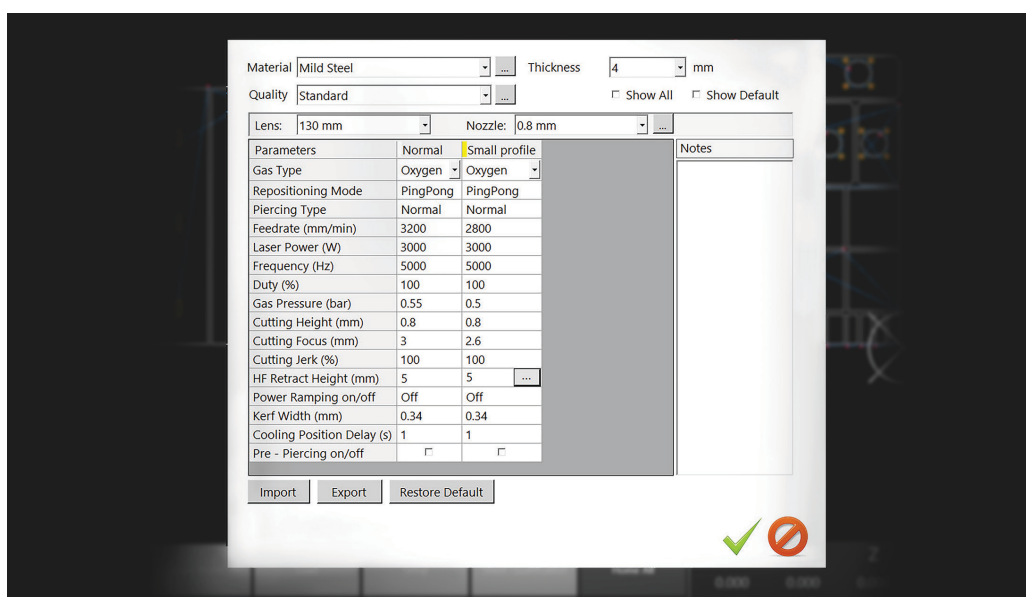 Material Mild Steel ... Thickness 4 mm
Quality Standard ... Show All Show Default
Lens: 130 mm Nozzle: 0.8 mm ...
Parameters Normal Small profile Notes
Gas Type Oxygen Oxygen
Repositioning Mode PingPong PingPong
Piercing Type Normal Normal
Feedrate (mm/min) 3200 2800
Laser Power (W) 3000 3000
Frequency (Hz) 5000 5000
Duty (%) 100 100
Gas Pressure (bar) 0.55 0.5
Cutting Height (mm) 0.8 0.8
Cutting Focus (mm) 3 2.6
Cutting Jerk (%) 100 100
HF Retract Height (mm) 5 5 ...
Power Ramping on/off Off Off
Kerf Width (mm) 0.34 0.34
Cooling Position Delay (s) 1 1
Pre - Piercing on/off
Import Export Restore Default
Z
0.000 0.000